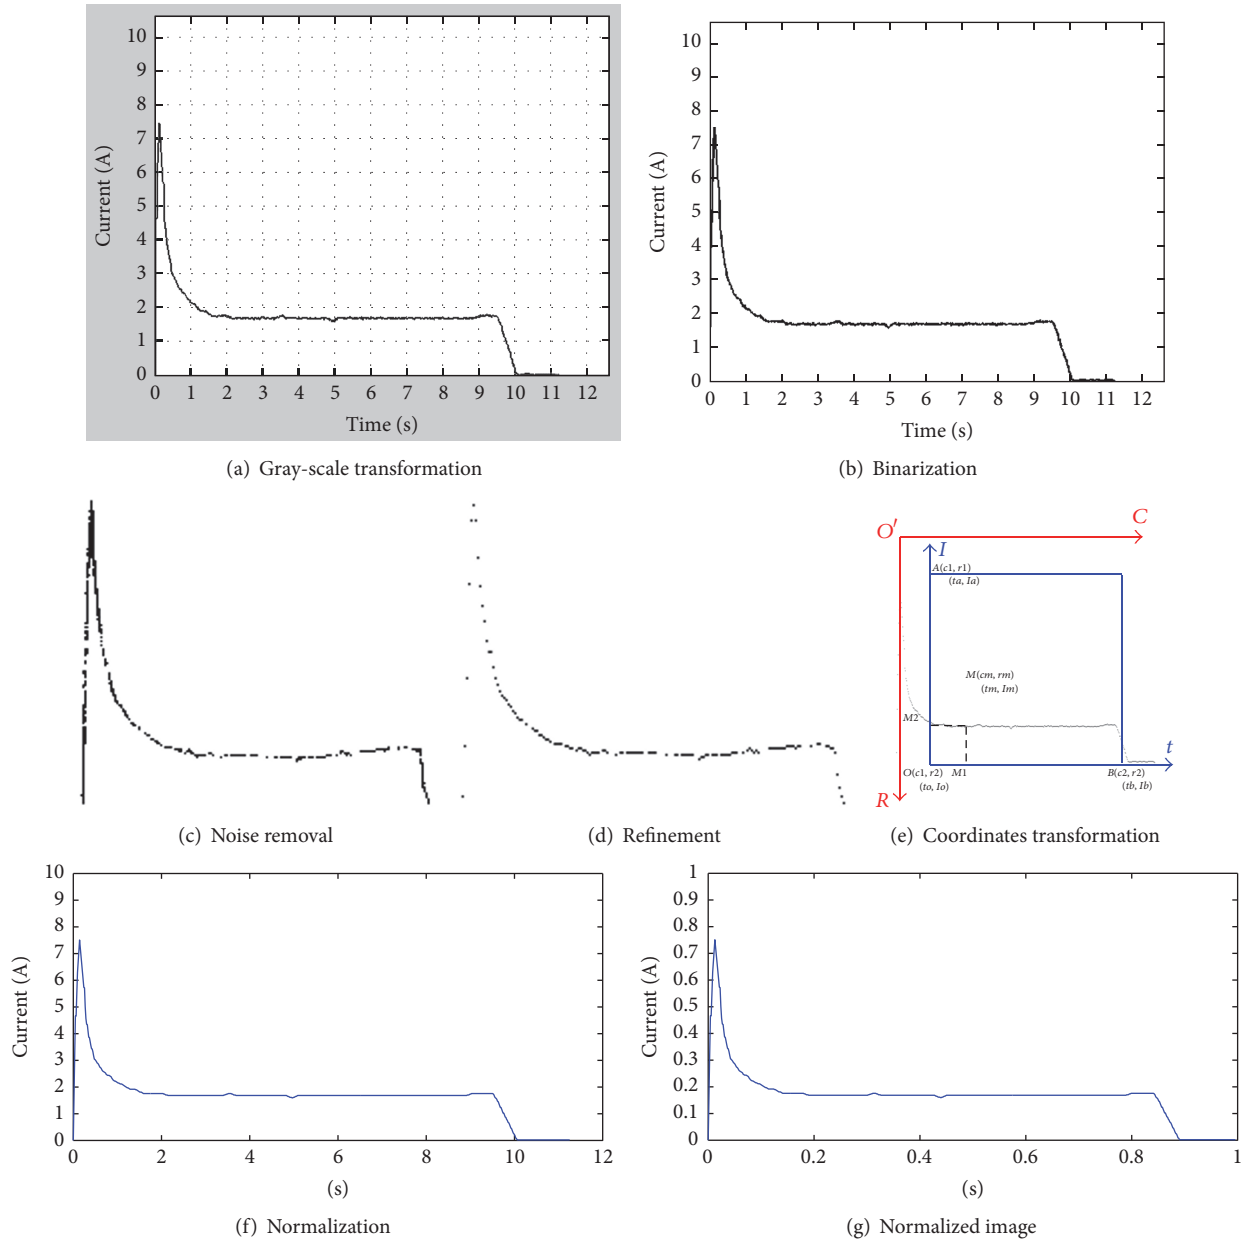 10
9
8
7
6
5
4
3
2
1
0
Current (A)
0 1 2 3 4 5 6 7 8 9 10 11 12
Time (s)
(a) Gray-scale transformation
10
9
8
7
6
5
4
3
2
1
0
Current (A)
0 1 2 3 4 5 6 7 8 9 10 11 12
Time (s)
(b) Binarization
(c) Noise removal
(d) Refinement
O′
C
I
A(c1, r1)
(ta, Ia)
M(cm, rm)
(tm, Im)
M2
t
O(c1, r2) M1 B(c2, r2)
(to, Io) (tb, Ib)
R
(e) Coordinates transformation
10
9
8
7
6
5
4
3
2
1
0
Current (A)
0 2 4 6 8 10 12
(s)
(f) Normalization
1
0.9
0.8
0.7
0.6
0.5
0.4
0.3
0.2
0.1
0
Current (A)
0 0.2 0.4 0.6 0.8 1
(s)
(g) Normalized image